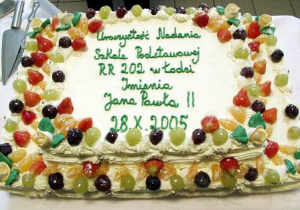 Uroczystość Nadania
Szkole Podstawowej
nr 202 w Łodzi
Imienia
Jana Pawła II
28.X.2005